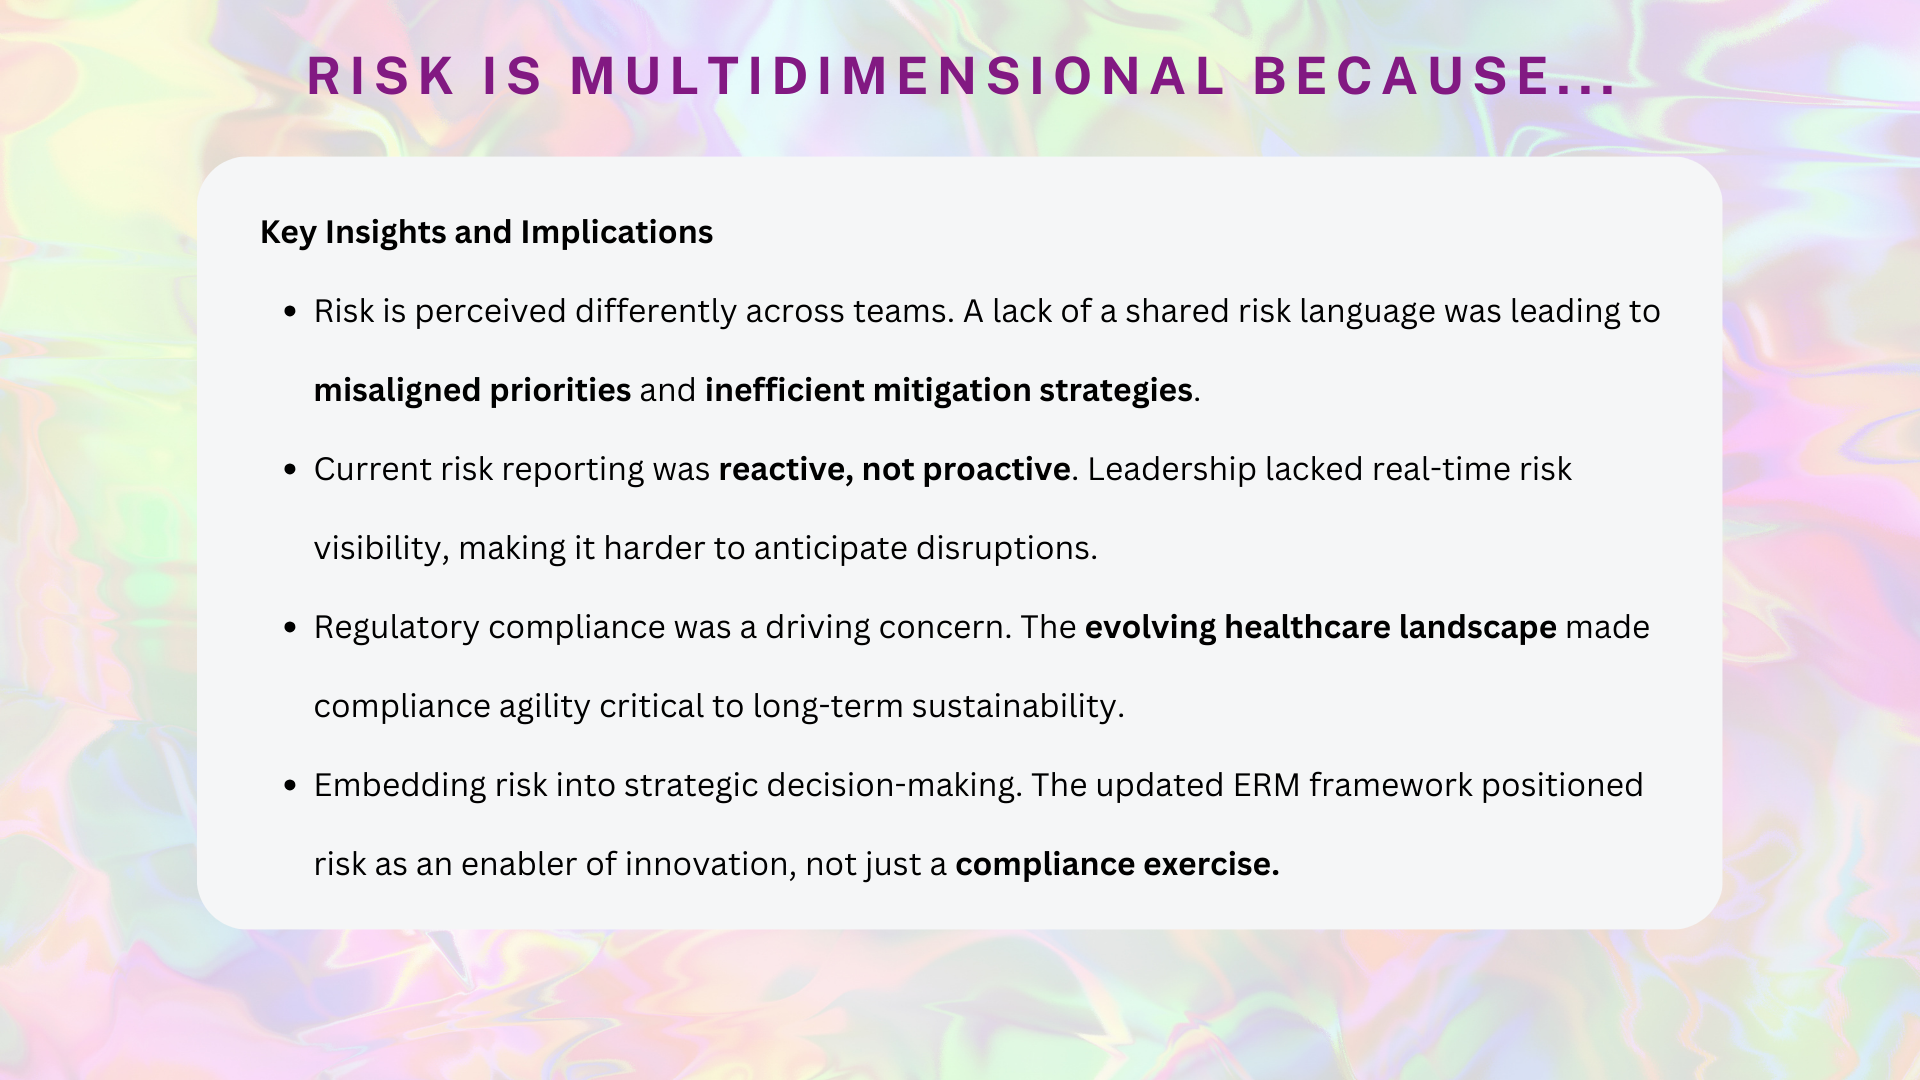 RISK IS MULTIDIMENSIONAL BECAUSE...
Key Insights and Implications
• Risk is perceived differently across teams. A lack of a shared risk language was leading to
misaligned priorities and inefficient mitigation strategies.
• Current risk reporting was reactive, not proactive. Leadership lacked real-time risk
visibility, making it harder to anticipate disruptions.
• Regulatory compliance was a driving concern. The evolving healthcare landscape made
compliance agility critical to long-term sustainability.
• Embedding risk into strategic decision-making. The updated ERM framework positioned
risk as an enabler of innovation, not just a compliance exercise.